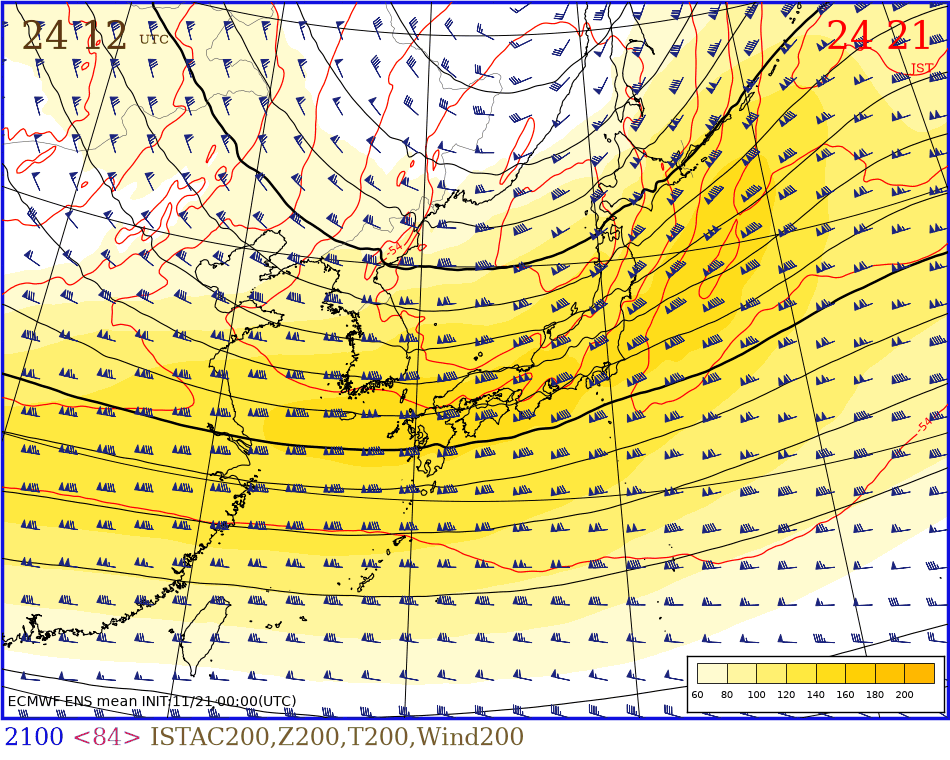 24 12 UTC
24 21
JST
-54
-54
60 80 100 120 140 160 180 200
ECMWF ENS mean INIT:11/21 00:00(UTC)
2100 <84> ISTAC200,Z200,T200,Wind200